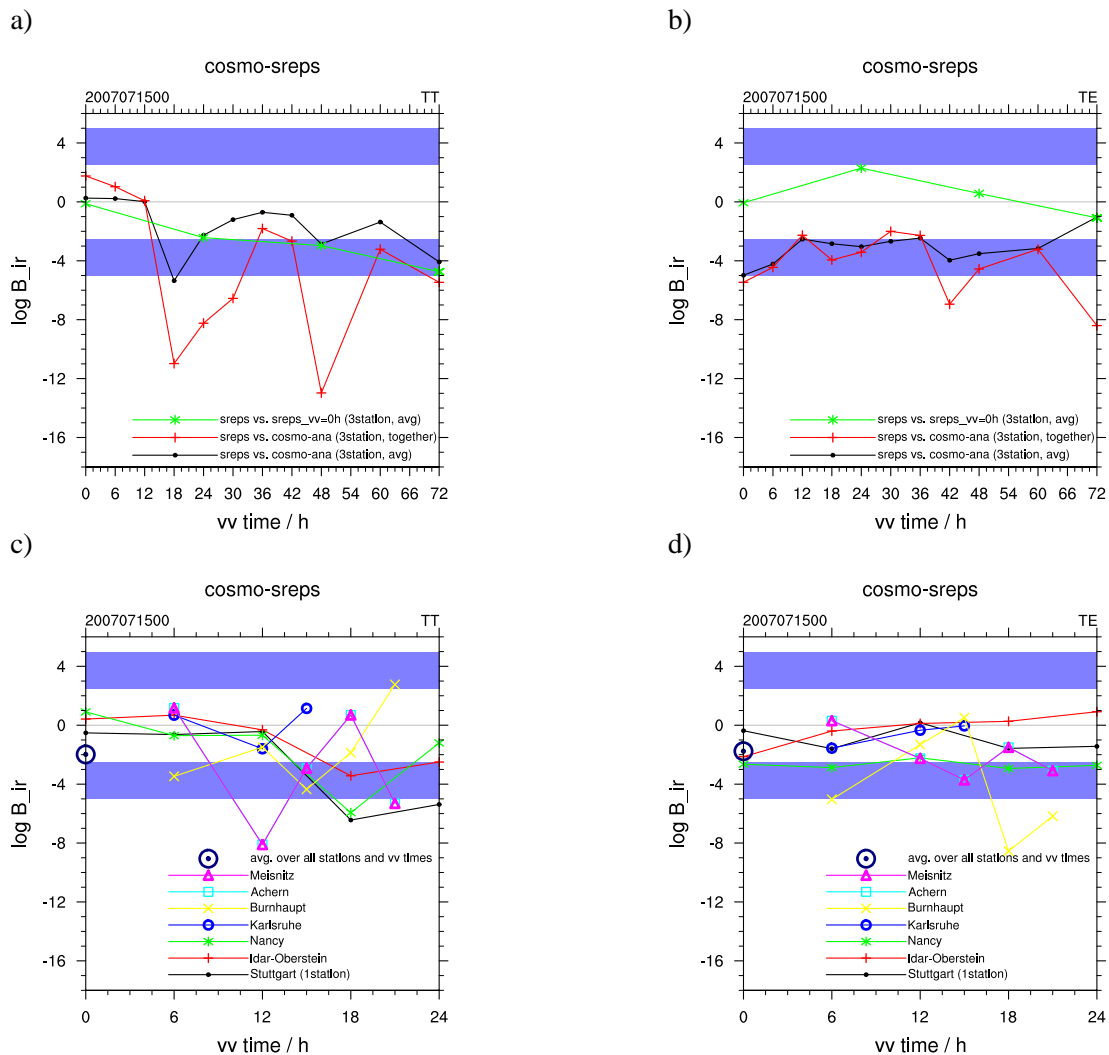 a)
cosmo-sreps
2007071500 TT
4
0
-4
-8
-12
-16
log B_ir
sreps vs. sreps_vv=0h (3station, avg)
sreps vs. cosmo-ana (3station, together)
sreps vs. cosmo-ana (3station, avg)
0 6 12 18 24 30 36 42 48 54 60 66 72
vv time / h
b)
cosmo-sreps
2007071500 TE
4
0
-4
-8
-12
-16
log B_ir
sreps vs. sreps_vv=0h (3station, avg)
sreps vs. cosmo-ana (3station, together)
sreps vs. cosmo-ana (3station, avg)
0 6 12 18 24 30 36 42 48 54 60 66 72
vv time / h
c)
cosmo-sreps
2007071500 TT
4
0
-4
-8
-12
-16
log B_ir
avg. over all stations and vv times
Meisnitz
Achern
Burnhaupt
Karlsruhe
Nancy
Idar-Oberstein
Stuttgart (1station)
0 6 12 18 24
vv time / h
d)
cosmo-sreps
2007071500 TE
4
0
-4
-8
-12
-16
log B_ir
avg. over all stations and vv times
Meisnitz
Achern
Burnhaupt
Karlsruhe
Nancy
Idar-Oberstein
Stuttgart (1station)
0 6 12 18 24
vv time / h